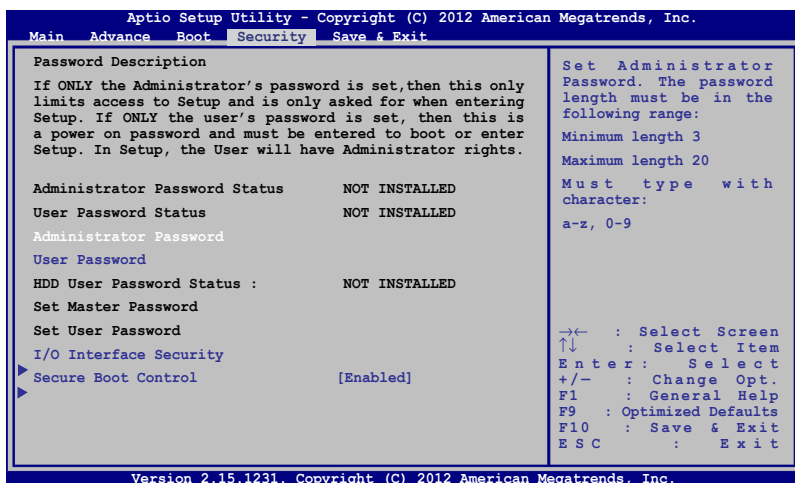 Aptio Setup Utility - Copyright (C) 2012 American Megatrends, Inc.
Main Advance Boot Security Save & Exit
Password Description
If ONLY the Administrator's password is set,then this only
limits access to Setup and is only asked for when entering
Setup. If ONLY the user's password is set, then this is
a power on password and must be entered to boot or enter
Setup. In Setup, the User will have Administrator rights.
Administrator Password Status NOT INSTALLED
User Password Status NOT INSTALLED
Administrator Password
User Password
HDD User Password Status : NOT INSTALLED
Set Master Password
Set User Password
I/O Interface Security
Secure Boot Control [Enabled]
Set Administrator
Password. The password
length must be in the
following range:
Minimum length 3
Maximum length 20
Must type with
character:
a-z, 0-9
→← : Select Screen
↑↓ : Select Item
Enter: Select
+/— : Change Opt.
F1 : General Help
F9 : Optimized Defaults
F10 : Save & Exit
ESC : Exit
Version 2.15.1231. Copyright (C) 2012 American Megatrends, Inc.